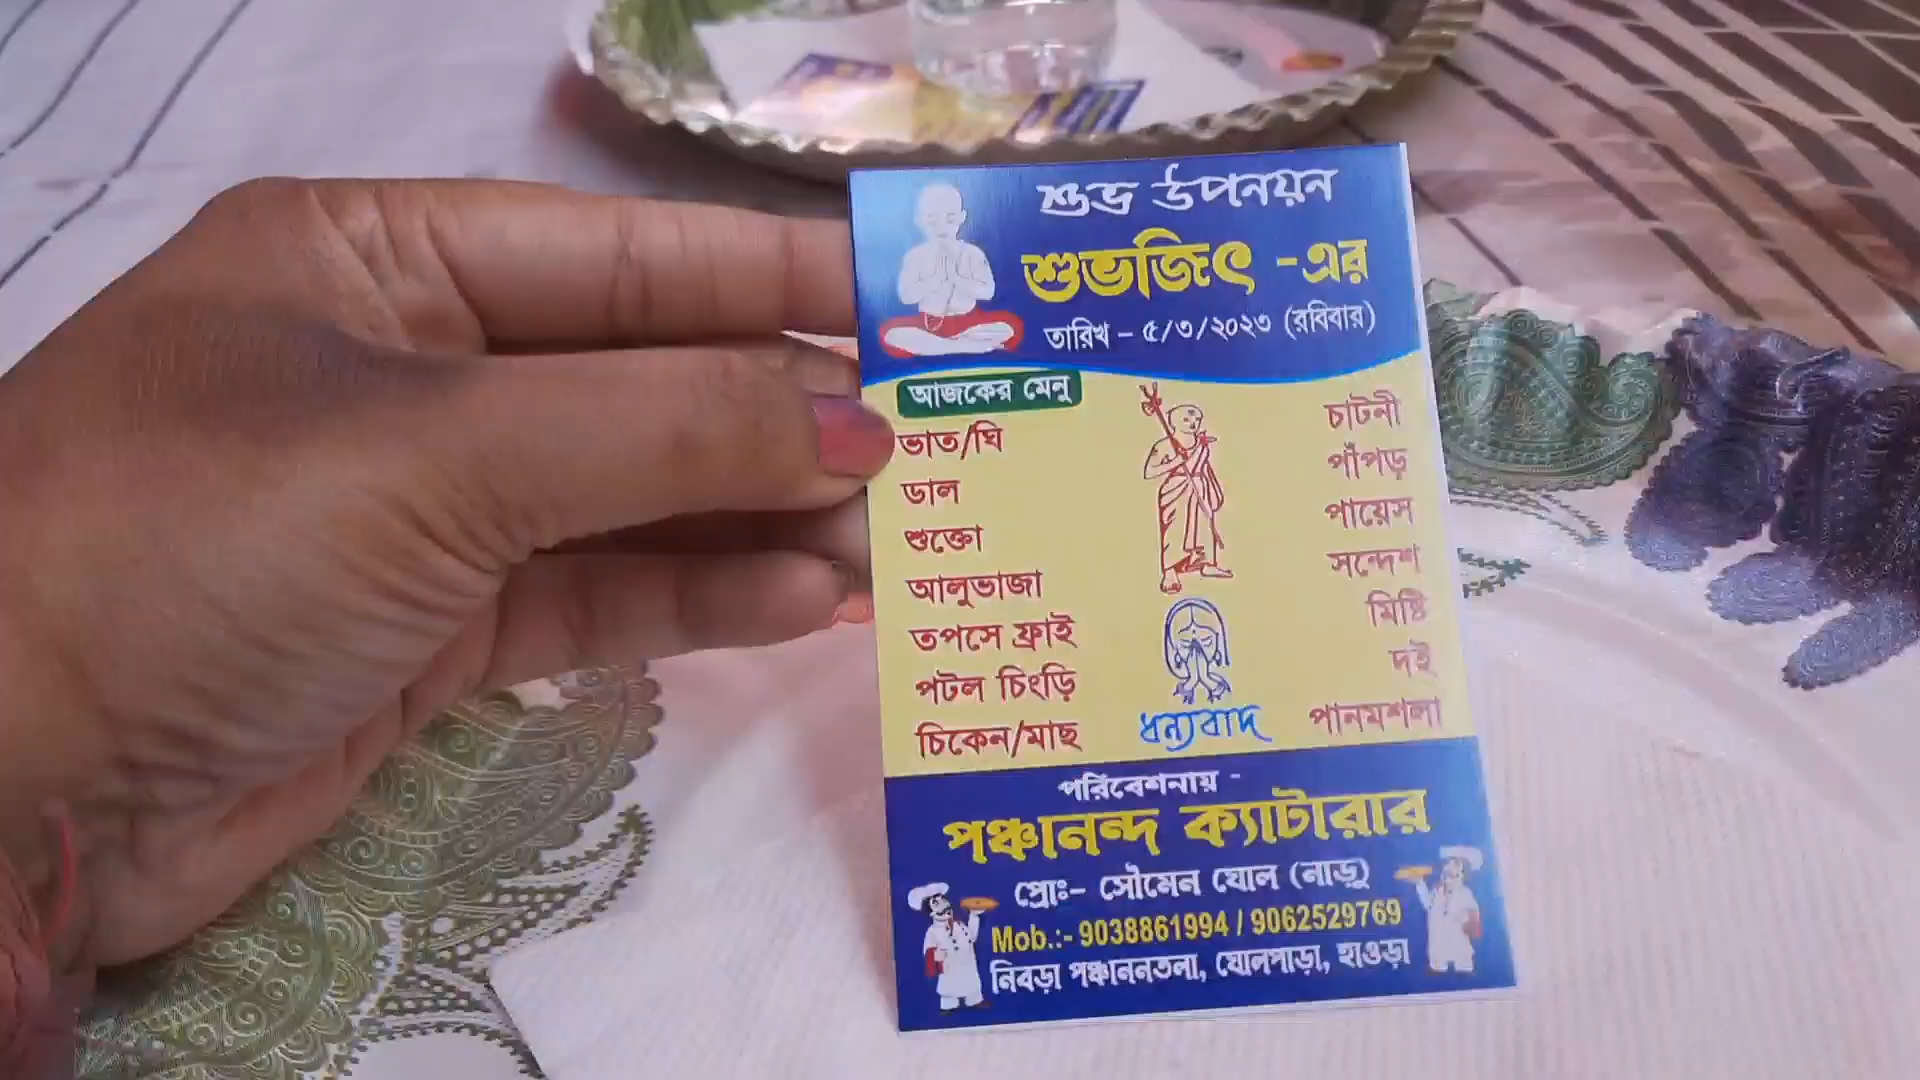 শুভ উপনয়ন
শুভজিৎ -এর
তারিখ - ৫/৩/২০২৩ (রবিবার)
আজকের মেনু
ভাত/ঘি
ডাল
শুক্তো
আলুভাজা
তপসে ফ্রাই
পটল চিংড়ি
চিকেন/মাছ
চাটনী
পাঁপড়
পায়েস
সন্দেশ
মিষ্টি
দই
পানমশলা
ধন্যবাদ
পরিবেশনায় -
পঞ্চানন্দ ক্যাটারার
প্রোঃ- সৌমেন ঘোল (নাড়ু)
Mob.:- 9038861994 / 9062529769
নিবড়া পঞ্চাননতলা, ঘোলপাড়া, হাওড়া